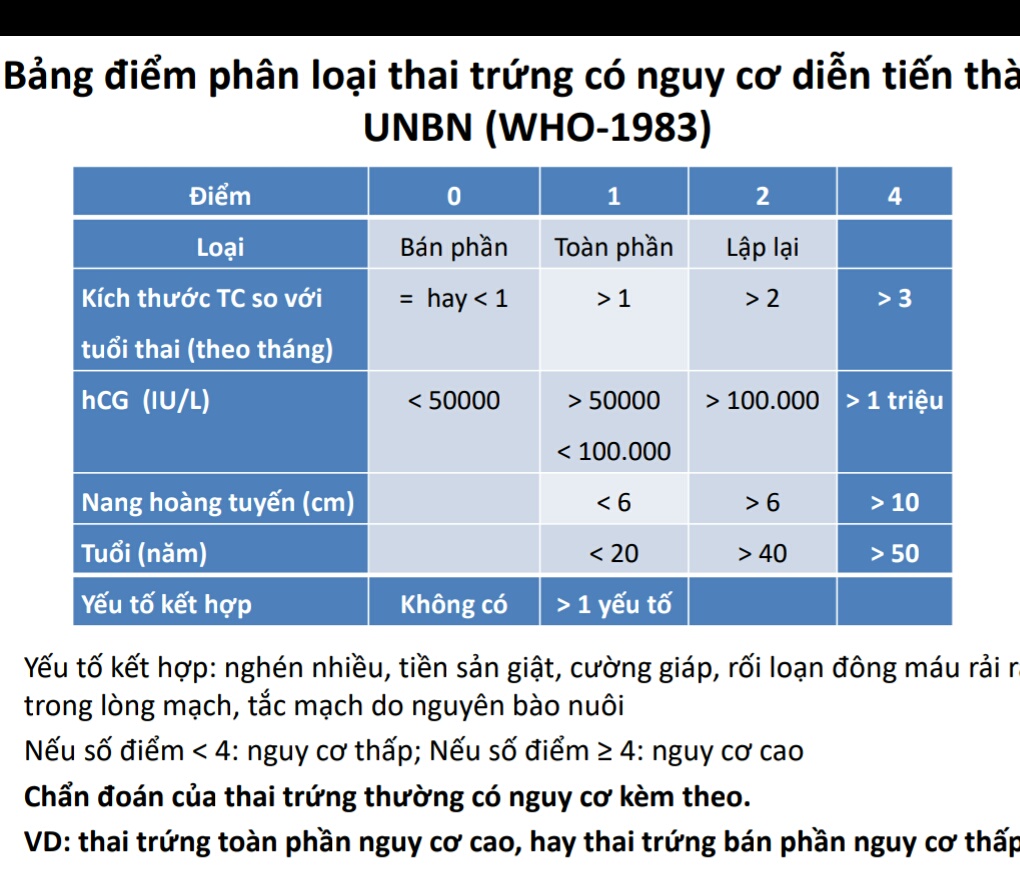 Bảng điểm phân loại thai trứng có nguy cơ diễn tiến
UNBN (WHO-1983)
Điểm 0 1 2 4
Loại Bán phần Toàn phần Lập lại
Kích thước TC so với = hay < 1 > 1 > 2 > 3
tuổi thai (theo tháng)
hCG (IU/L) < 50000 > 50000 > 100.000 > 1 triệu
< 100.000
Nang hoàng tuyến (cm) < 6 > 6 > 10
Tuổi (năm) < 20 > 40 > 50
Yếu tố kết hợp Không có > 1 yếu tố
Yếu tố kết hợp: nghén nhiều, tiền sản giật, cường giáp, rối loạn đông máu rải
trong lòng mạch, tắc mạch do nguyên bào nuôi
Nếu số điểm < 4: nguy cơ thấp; Nếu số điểm ≥ 4: nguy cơ cao
Chẩn đoán của thai trứng thường có nguy cơ kèm theo.
VD: thai trứng toàn phần nguy cơ cao, hay thai trứng bán phần nguy cơ thấp